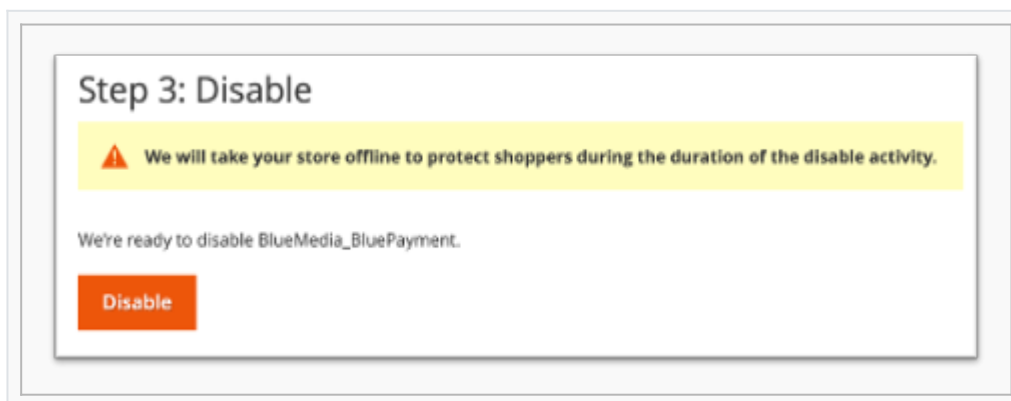 Step 3: Disable
We will take your store offline to protect shoppers during the duration of the disable activity.
We're ready to disable BlueMedia_BluePayment.
Disable